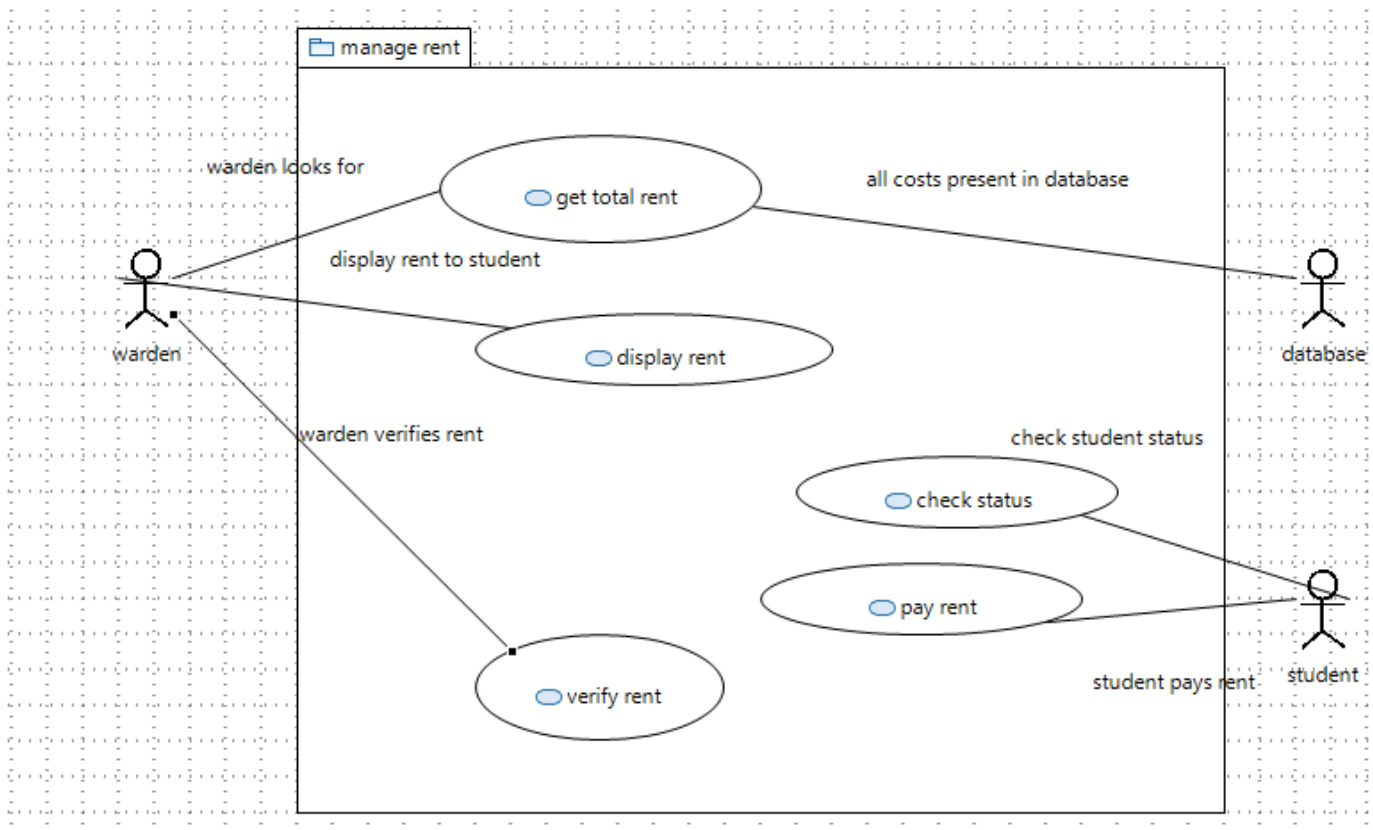 manage rent
warden looks for
all costs present in database
get total rent
display rent to student
warden
database
display rent
warden verifies rent
check student status
check status
pay rent
student pays rent
student
verify rent